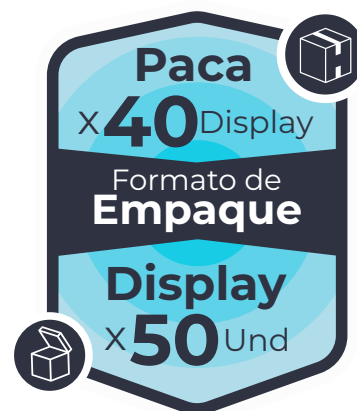 Paca
X40Display
Formato de
Empaque
Display
X50Und